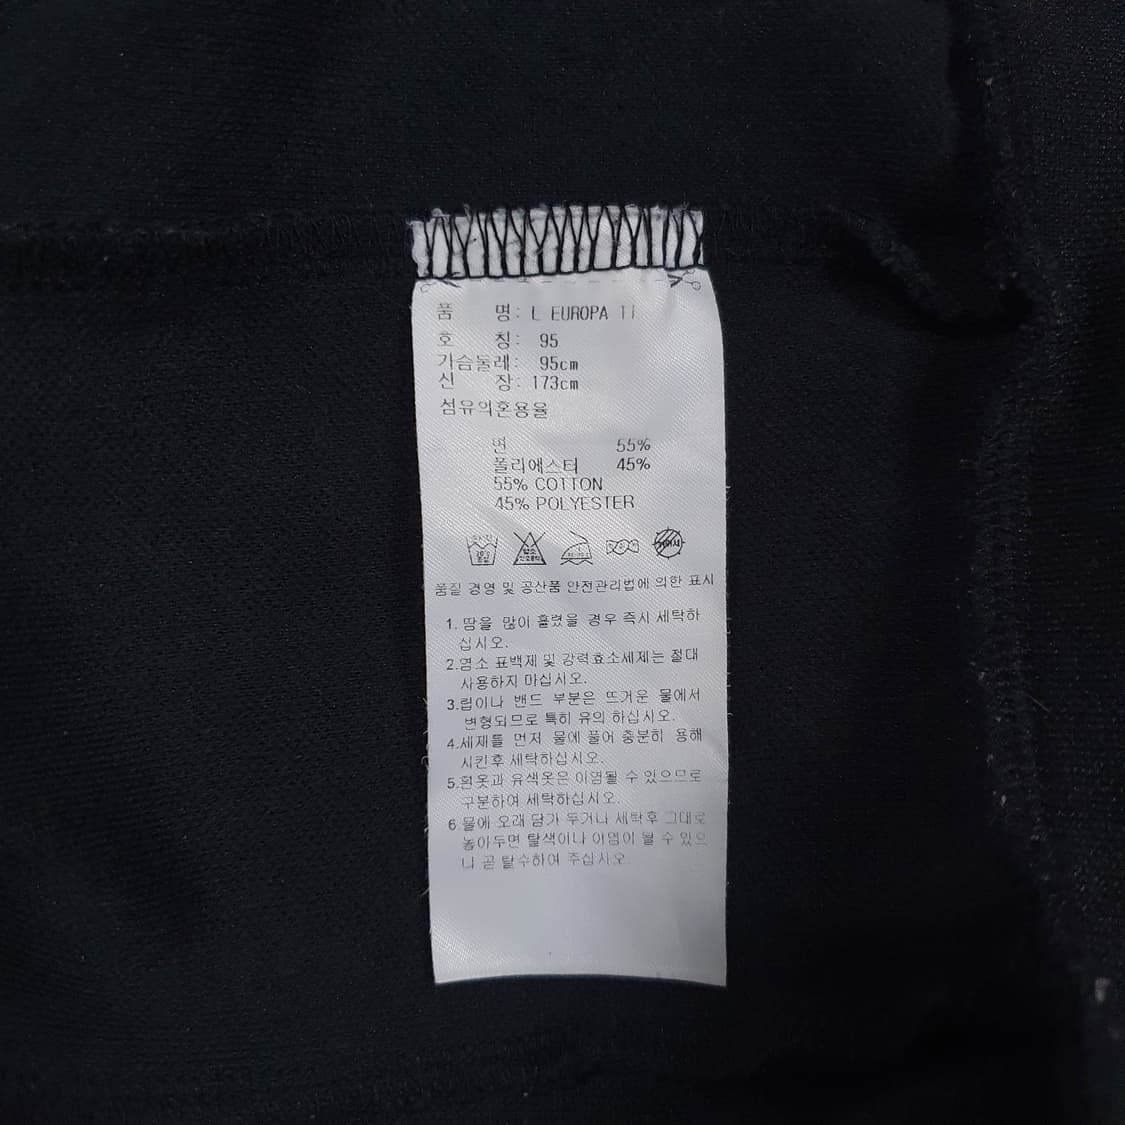 품 명: L EUROPA TT
호 칭: 95
가슴둘레: 95cm
신 장: 173cm
섬유의혼용율
면 55%
폴리에스터 45%
55% COTTON
45% POLYESTER
품질 경영 및 공산품 안전관리법에 의한 표시
1. 땀을 많이 흘렸을 경우 즉시 세탁하
십시오.
2.염소 표백제 및 강력효소세제는 절대
사용하지 마십시오.
3.립이나 밴드 부분은 뜨거운 물에서
변형되므로 특히 유의 하십시오.
4.세재를 먼저 물에 풀어 충분히 용해
시킨후 세탁하십시오.
5.흰옷과 유색옷은 이염될 수 있으므로
구분하여 세탁하십시오.
6.물에 오래 담가 두거나 세탁후 그대로
놓아두면 탈색이나 이염이 될 수 있으
니 곧 탈수하여 주십시오